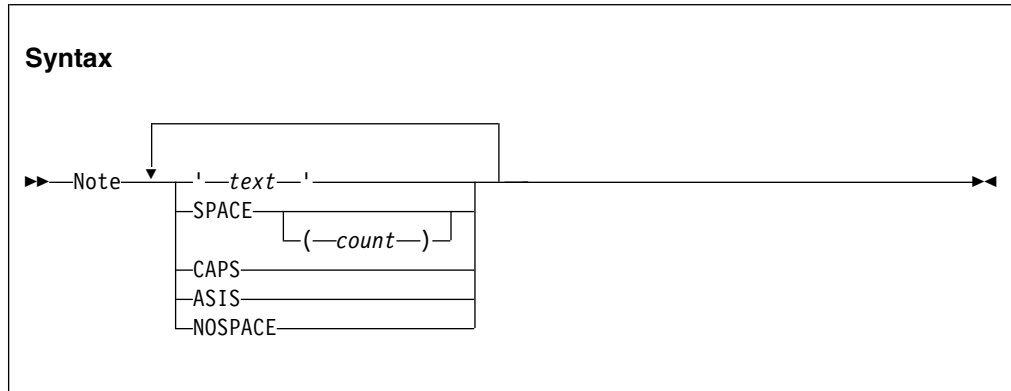 Syntax
Note ' text '
SPACE
( count )
CAPS
ASIS
NOSPACE